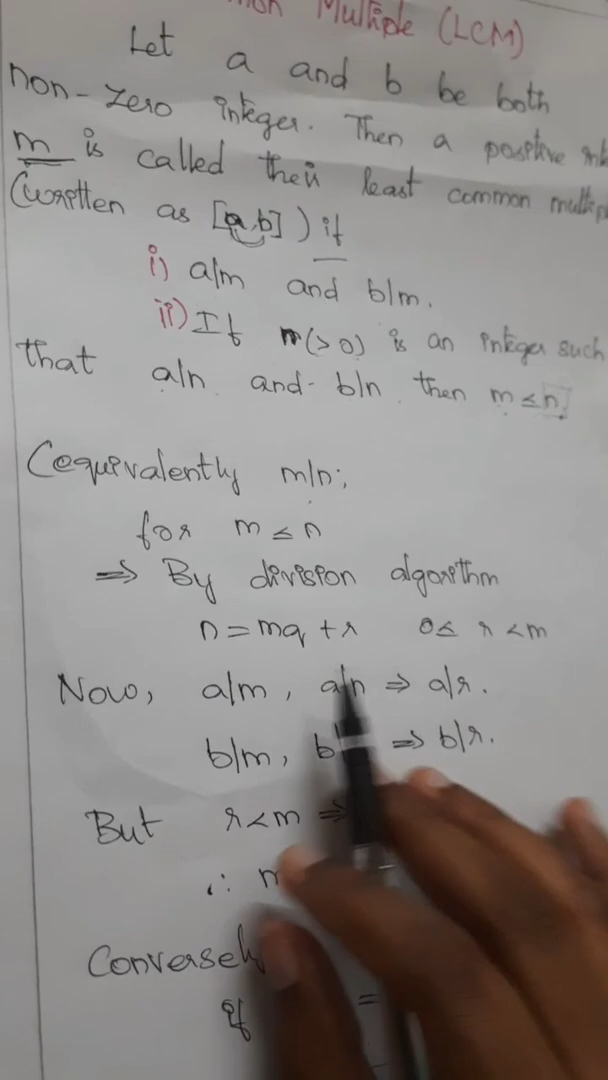 Multiple (LCM)
Let a and b be both
non-zero integer. Then a positive
m is called their least common
(written as [a,b]) if
i) a/m and b/m.
ii) If m(>0) is an integer such
that a/n and b/n then m ≤ n.
(equivalently m/n;
for m ≤ n
⇒ By division algorithm
n = mq + r 0 ≤ r < m
Now, a/m, a/n ⇒ a/r.
b/m, b ⇒ b/r.
But r < m ⇒
∴ m
if =